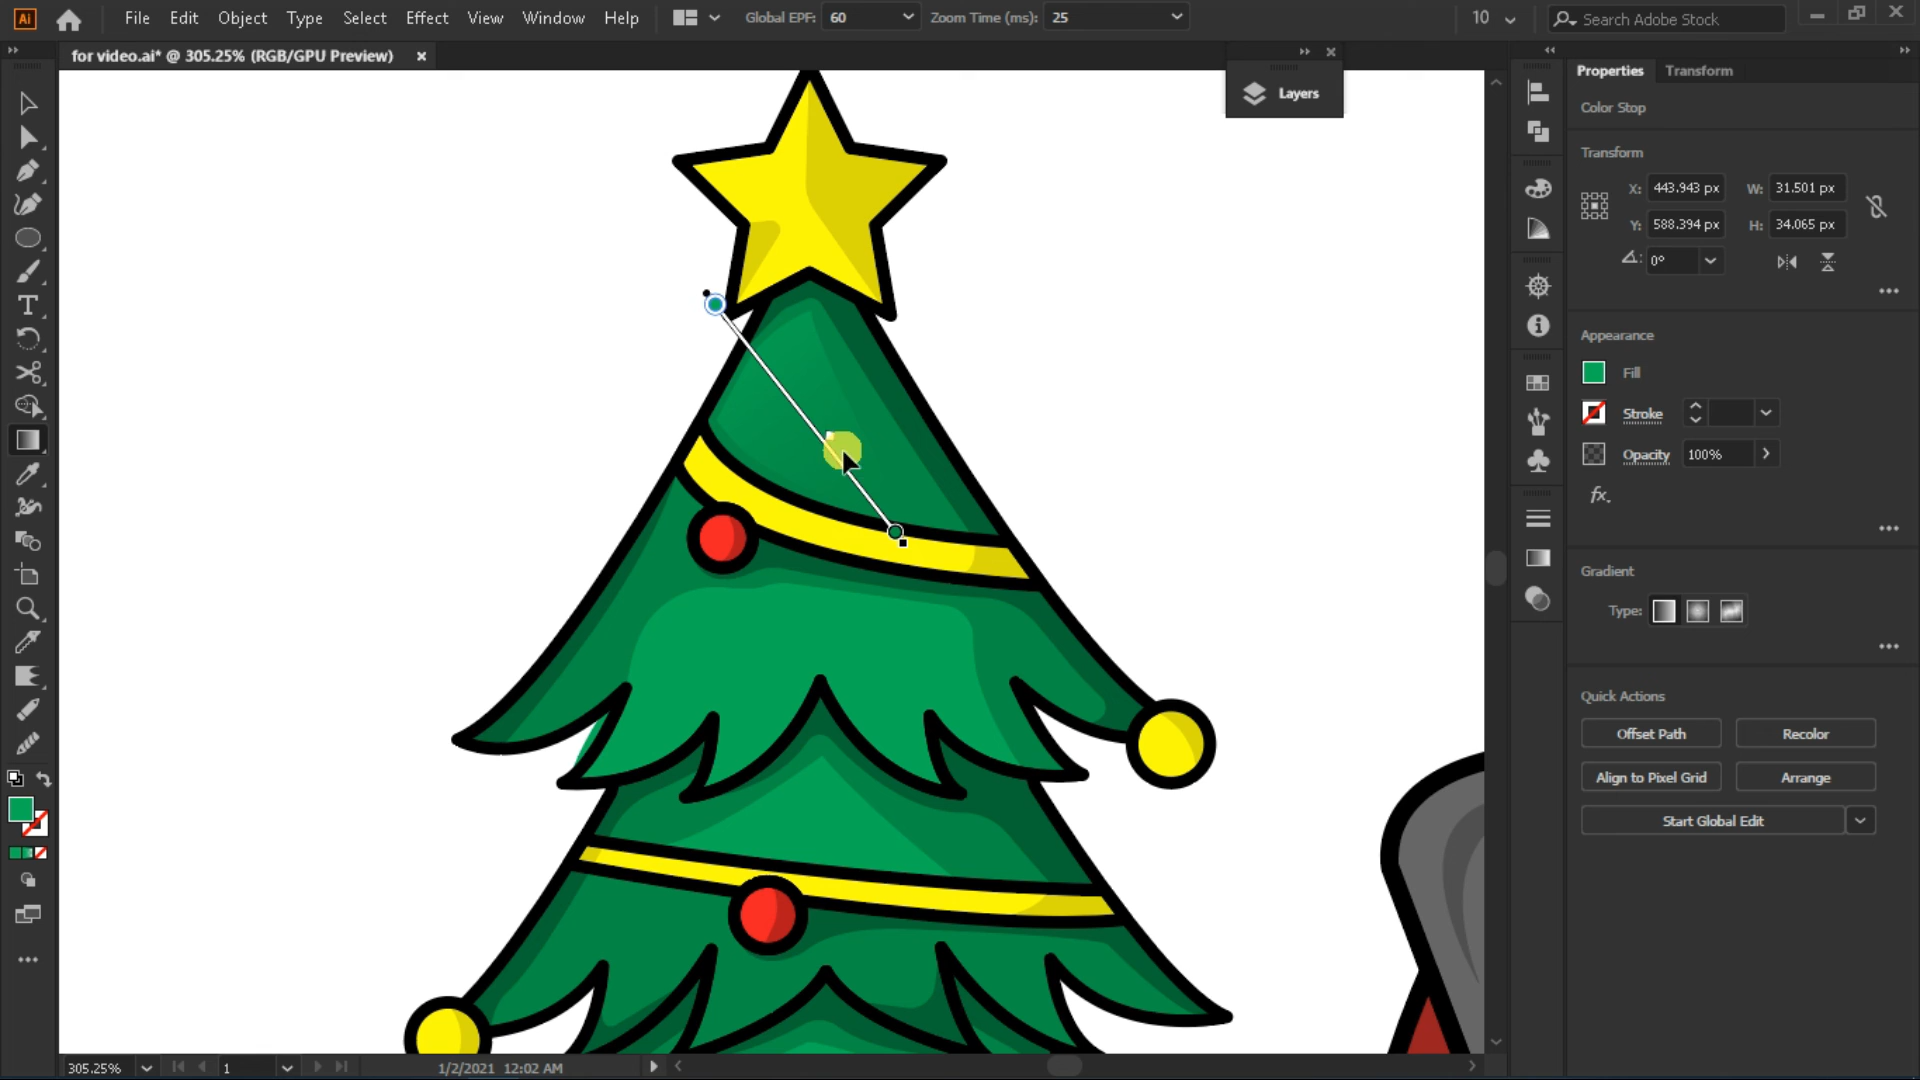 Ai File Edit Object Type Select Effect View Window Help Global EPF: 60 Zoom Time (ms): 25 10 Search Adobe Stock
for video.ai* @ 305.25% (RGB/GPU Preview)
Layers
Properties Transform
Color Stop
Transform
X: 443.943 px W: 31.501 px
Y: 588.394 px H: 34.065 px
0°
Appearance
Fill
Stroke
Opacity 100%
fx.
Gradient
Type:
Quick Actions
Offset Path Recolor
Align to Pixel Grid Arrange
Start Global Edit
305.25% 1 1/2/2021 12:02 AM